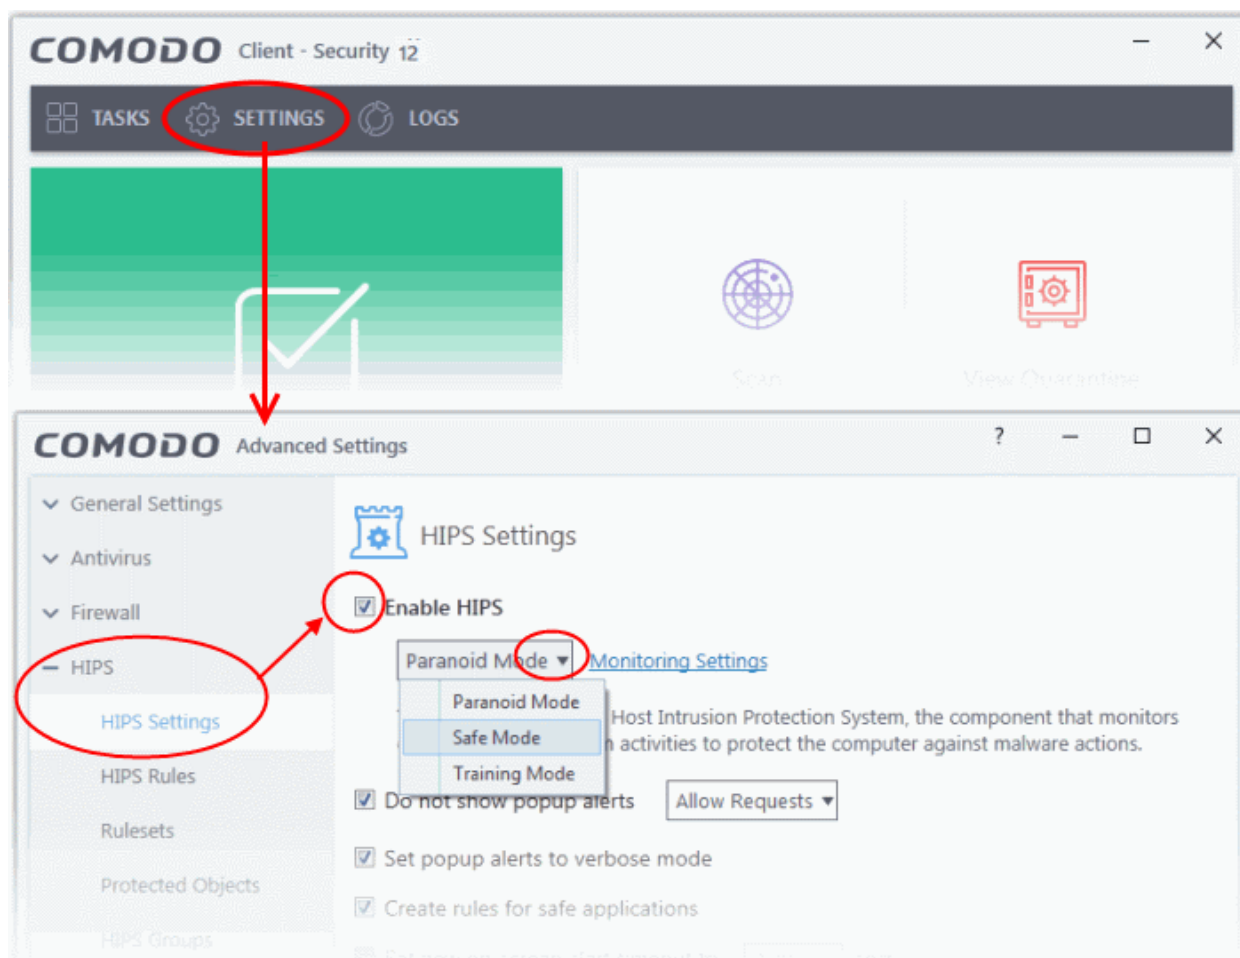 COMODO Client - Security 12
TASKS SETTINGS LOGS
Scan View Quarantine
COMODO Advanced Settings ?
General Settings
HIPS Settings
Antivirus
Firewall
Enable HIPS
HIPS
Paranoid Mode Monitoring Settings
Paranoid Mode
HIPS Settings
Host Intrusion Protection System, the component that monitors
Safe Mode
activities to protect the computer against malware actions.
Training Mode
HIPS Rules
Do not show popup alerts Allow Requests
Rulesets
Set popup alerts to verbose mode
Protected Objects
Create rules for safe applications
HIPS Groups